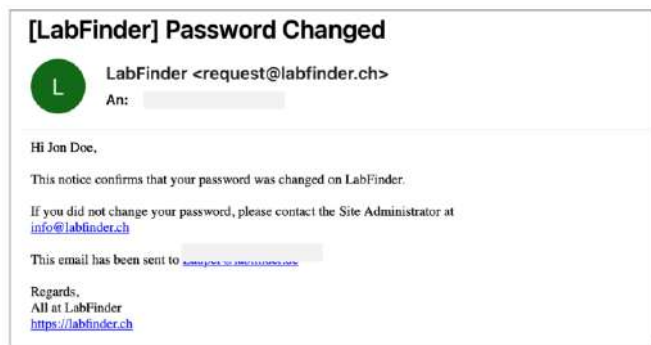 [LabFinder] Password Changed
L
LabFinder <request@labfinder.ch>
An:
Hi Jon Doe,
This notice confirms that your password was changed on LabFinder.
If you did not change your password, please contact the Site Administrator at
info@labfinder.ch
This email has been sent to
Regards,
All at LabFinder
https://labfinder.ch